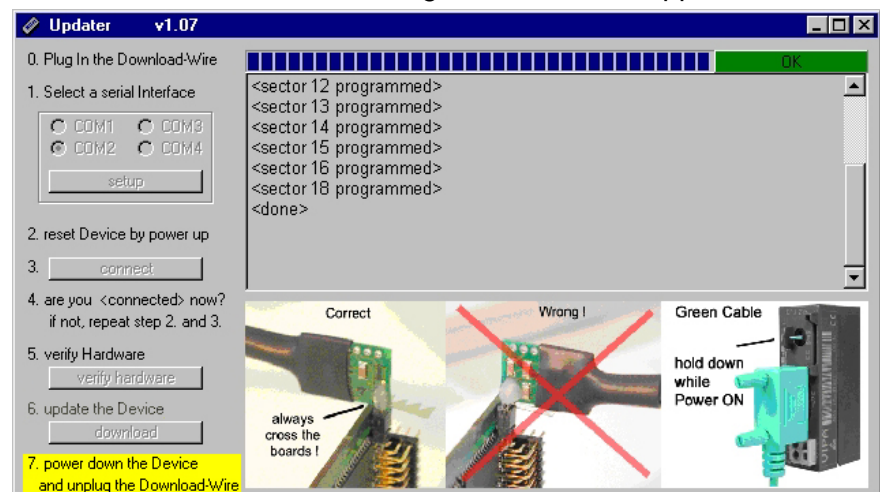 Updater v1.07
0. Plug In the Download-Wire
OK
1. Select a serial Interface
COM1 COM3
COM2 COM4
setup
<sector 12 programmed>
<sector 13 programmed>
<sector 14 programmed>
<sector 15 programmed>
<sector 16 programmed>
<sector 18 programmed>
<done>
2. reset Device by power up
3. connect
4. are you <connected> now?
if not, repeat step 2. and 3.
5. verify Hardware
verify hardware
6. update the Device
download
7. power down the Device
and unplug the Download-Wire
Correct
always
cross the
boards !
Wrong !
Green Cable
hold down
while
Power ON
VIPA